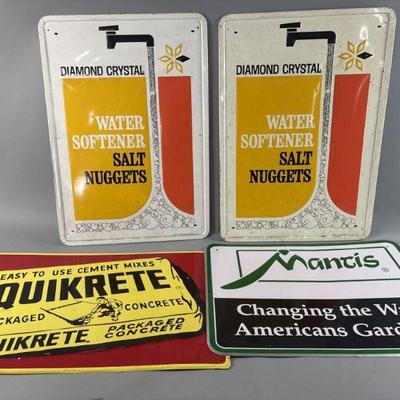 DIAMOND CRYSTAL
WATER
SOFTENER
SALT
NUGGETS
DIAMOND CRYSTAL
WATER
SOFTENER
SALT
NUGGETS
EASY TO USE CEMENT MIXES
QUIKRETE
PACKAGED
CONCRETE
QUIKRETE
PACKAGED
CONCRETE
Mantis
®
Changing the W
Americans Gard